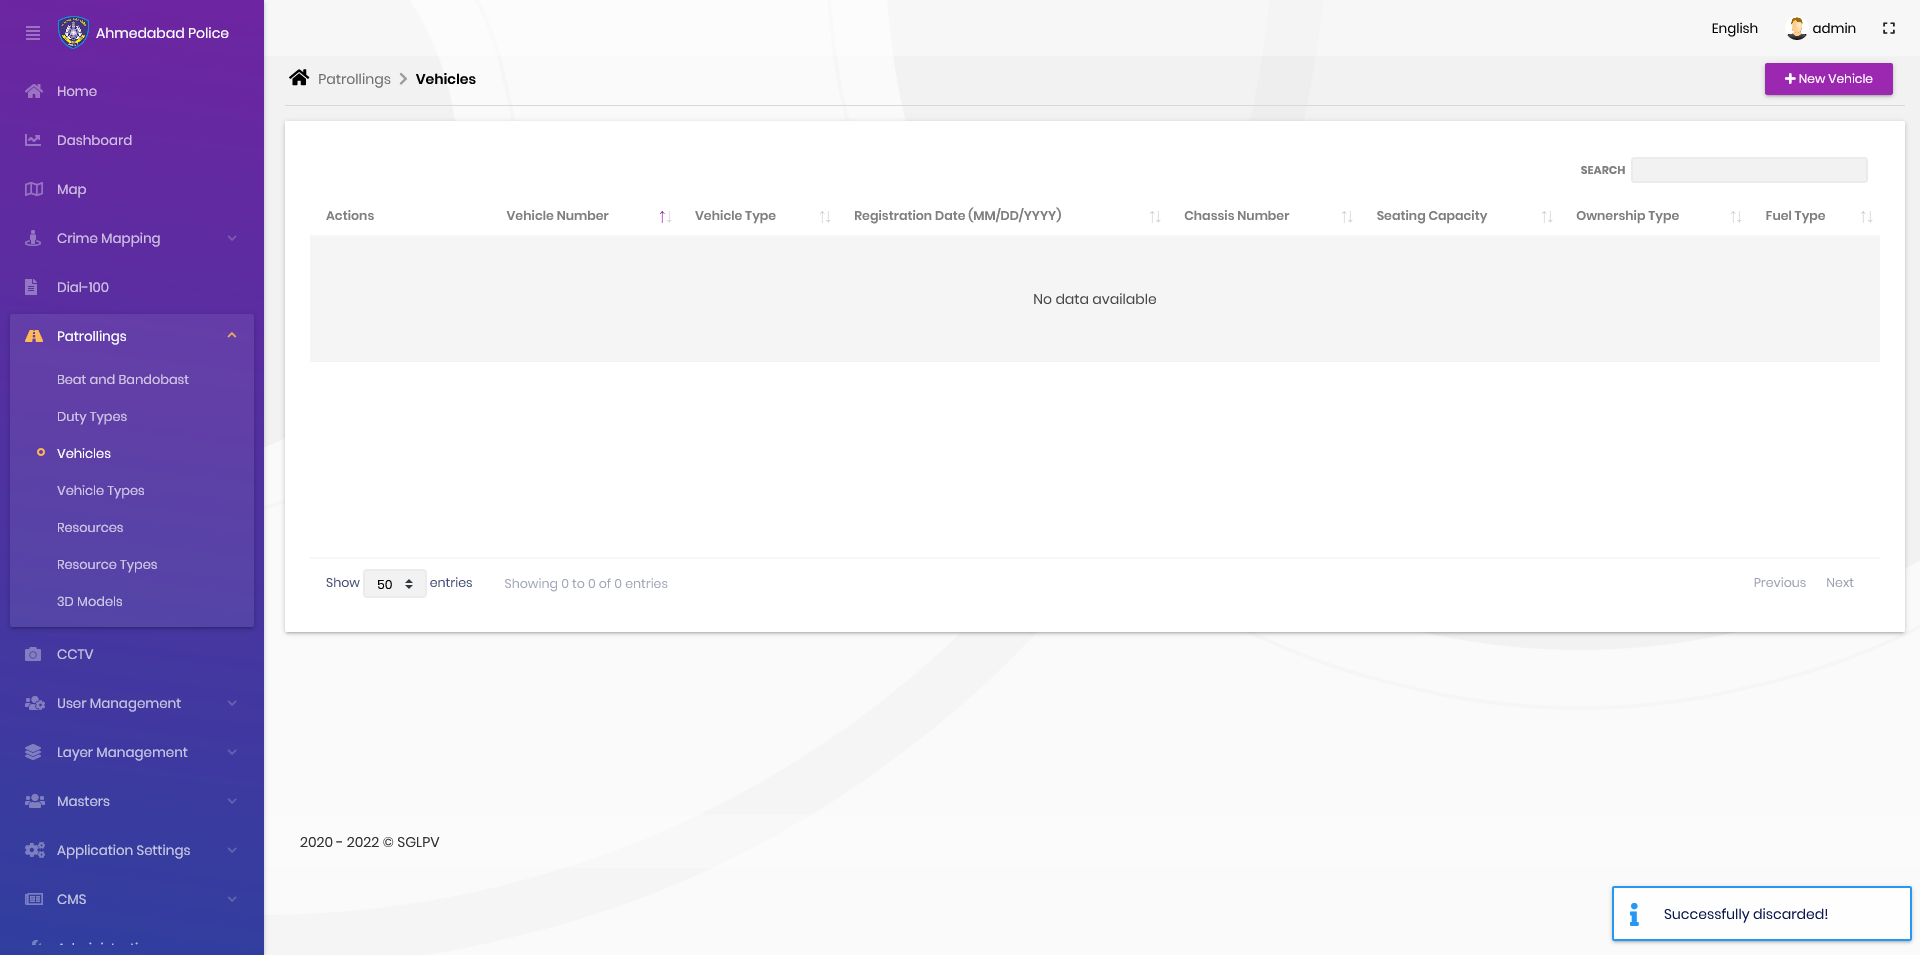 Ahmedabad Police
English
admin
Home
Dashboard
Map
Crime Mapping
Dial-100
Patrollings
Beat and Bandobast
Duty Types
Vehicles
Vehicle Types
Resources
Resource Types
3D Models
CCTV
User Management
Layer Management
Masters
Application Settings
CMS
Patrollings > Vehicles
New Vehicle
SEARCH
Actions Vehicle Number Vehicle Type Registration Date (MM/DD/YYYY) Chassis Number Seating Capacity Ownership Type Fuel Type
No data available
Show 50 entries Showing 0 to 0 of 0 entries Previous Next
2020 - 2022 © SGLPV
Successfully discarded!